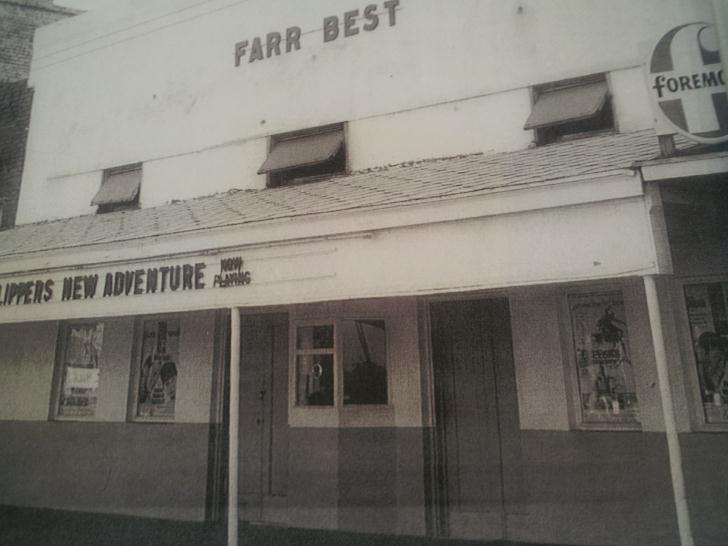 FARR BEST
FOREMO
LIPPERS NEW ADVENTURE NOW
PLAYING